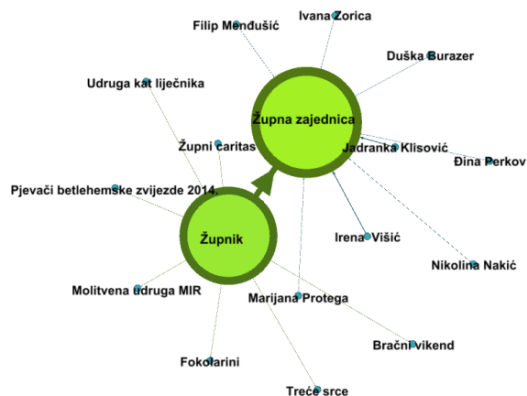 Ivana Zorica
Filip Menđušić
Duška Burazer
Udruga kat liječnika
Župna zajednica
Župni caritas
Jadranka Klisović
Đina Perkov
Pjevači betlehemske zvijezde 2014.
Župnik
Irena Višić
Nikolina Nakić
Molitvena udruga MIR
Marijana Protega
Bračni vikend
Fokolarini
Treće srce